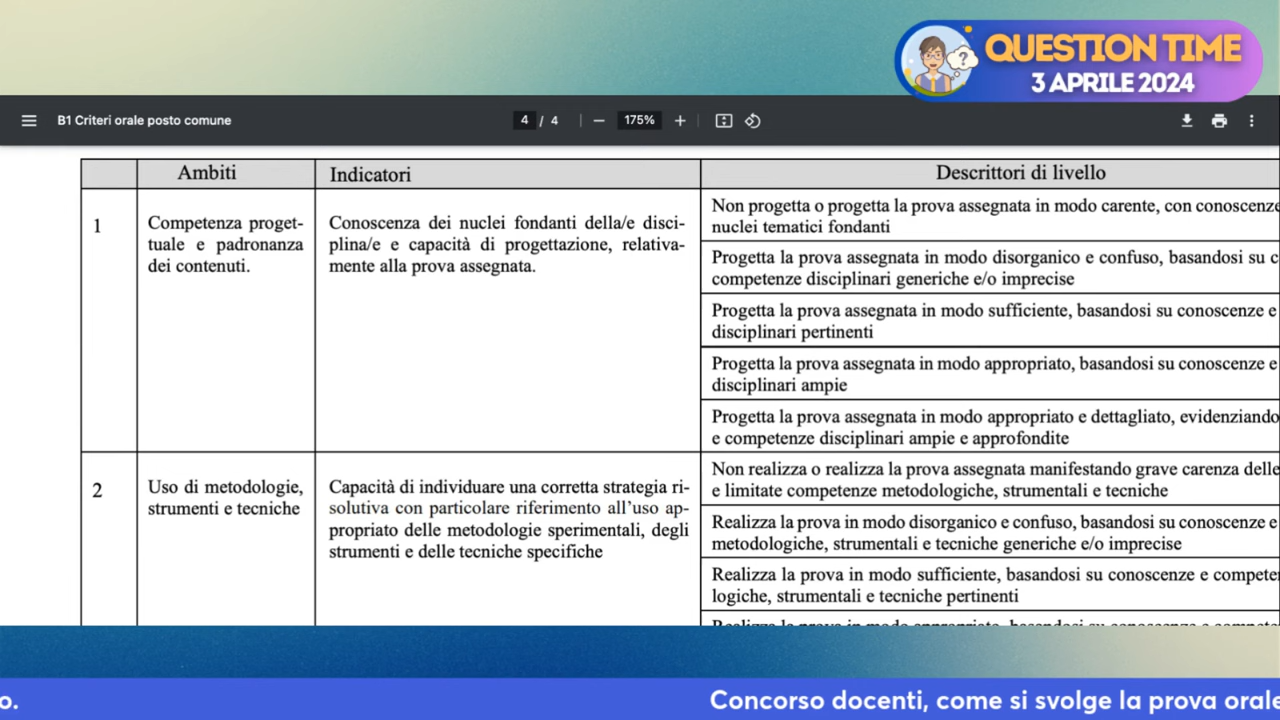 QUESTION TIME
3 APRILE 2024
B1 Criteri orale posto comune
4 / 4
175%
Ambiti
Indicatori
Descrittori di livello
1
Competenza proget-
tuale e padronanza
dei contenuti.
Conoscenza dei nuclei fondanti della/e disci-
plina/e e capacità di progettazione, relativa-
mente alla prova assegnata.
Non progetta o progetta la prova assegnata in modo carente, con conoscenze
nuclei tematici fondanti
Progetta la prova assegnata in modo disorganico e confuso, basandosi su c
competenze disciplinari generiche e/o imprecise
Progetta la prova assegnata in modo sufficiente, basandosi su conoscenze e
disciplinari pertinenti
Progetta la prova assegnata in modo appropriato, basandosi su conoscenze e
disciplinari ampie
Progetta la prova assegnata in modo appropriato e dettagliato, evidenziando
e competenze disciplinari ampie e approfondite
2
Uso di metodologie,
strumenti e tecniche
Capacità di individuare una corretta strategia ri-
solutiva con particolare riferimento all'uso ap-
propriato delle metodologie sperimentali, degli
strumenti e delle tecniche specifiche
Non realizza o realizza la prova assegnata manifestando grave carenza delle
e limitate competenze metodologiche, strumentali e tecniche
Realizza la prova in modo disorganico e confuso, basandosi su conoscenze e
metodologiche, strumentali e tecniche generiche e/o imprecise
Realizza la prova in modo sufficiente, basandosi su conoscenze e compete
logiche, strumentali e tecniche pertinenti
o.
Concorso docenti, come si svolge la prova orale